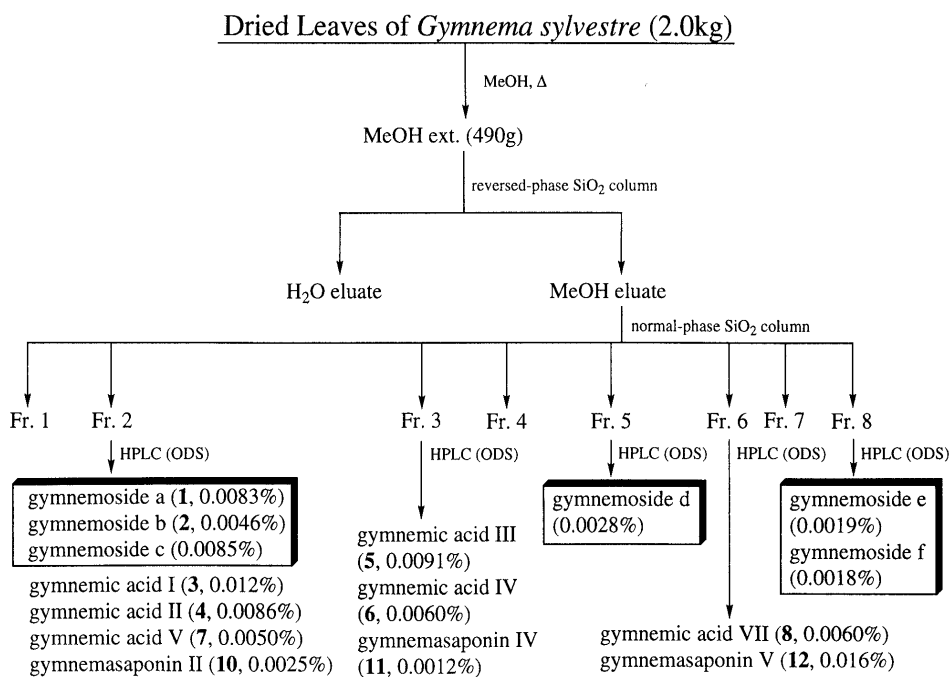 Dried Leaves of Gymnema sylvestre (2.0kg)
MeOH, Δ
MeOH ext. (490g)
reversed-phase SiO2 column
H2O eluate
MeOH eluate
normal-phase SiO2 column
Fr. 1
Fr. 2
Fr. 3
Fr. 4
Fr. 5
Fr. 6
Fr. 7
Fr. 8
HPLC (ODS)
HPLC (ODS)
HPLC (ODS)
HPLC (ODS)
HPLC (ODS)
gymnemoside a (1, 0.0083%)
gymnemoside b (2, 0.0046%)
gymnemoside c (0.0085%)
gymnemic acid I (3, 0.012%)
gymnemic acid II (4, 0.0086%)
gymnemic acid V (7, 0.0050%)
gymnemasaponin II (10, 0.0025%)
gymnemic acid III
(5, 0.0091%)
gymnemic acid IV
(6, 0.0060%)
gymnemasaponin IV
(11, 0.0012%)
gymnemoside d
(0.0028%)
gymnemic acid VII (8, 0.0060%)
gymnemasaponin V (12, 0.016%)
gymnemoside e
(0.0019%)
gymnemoside f
(0.0018%)